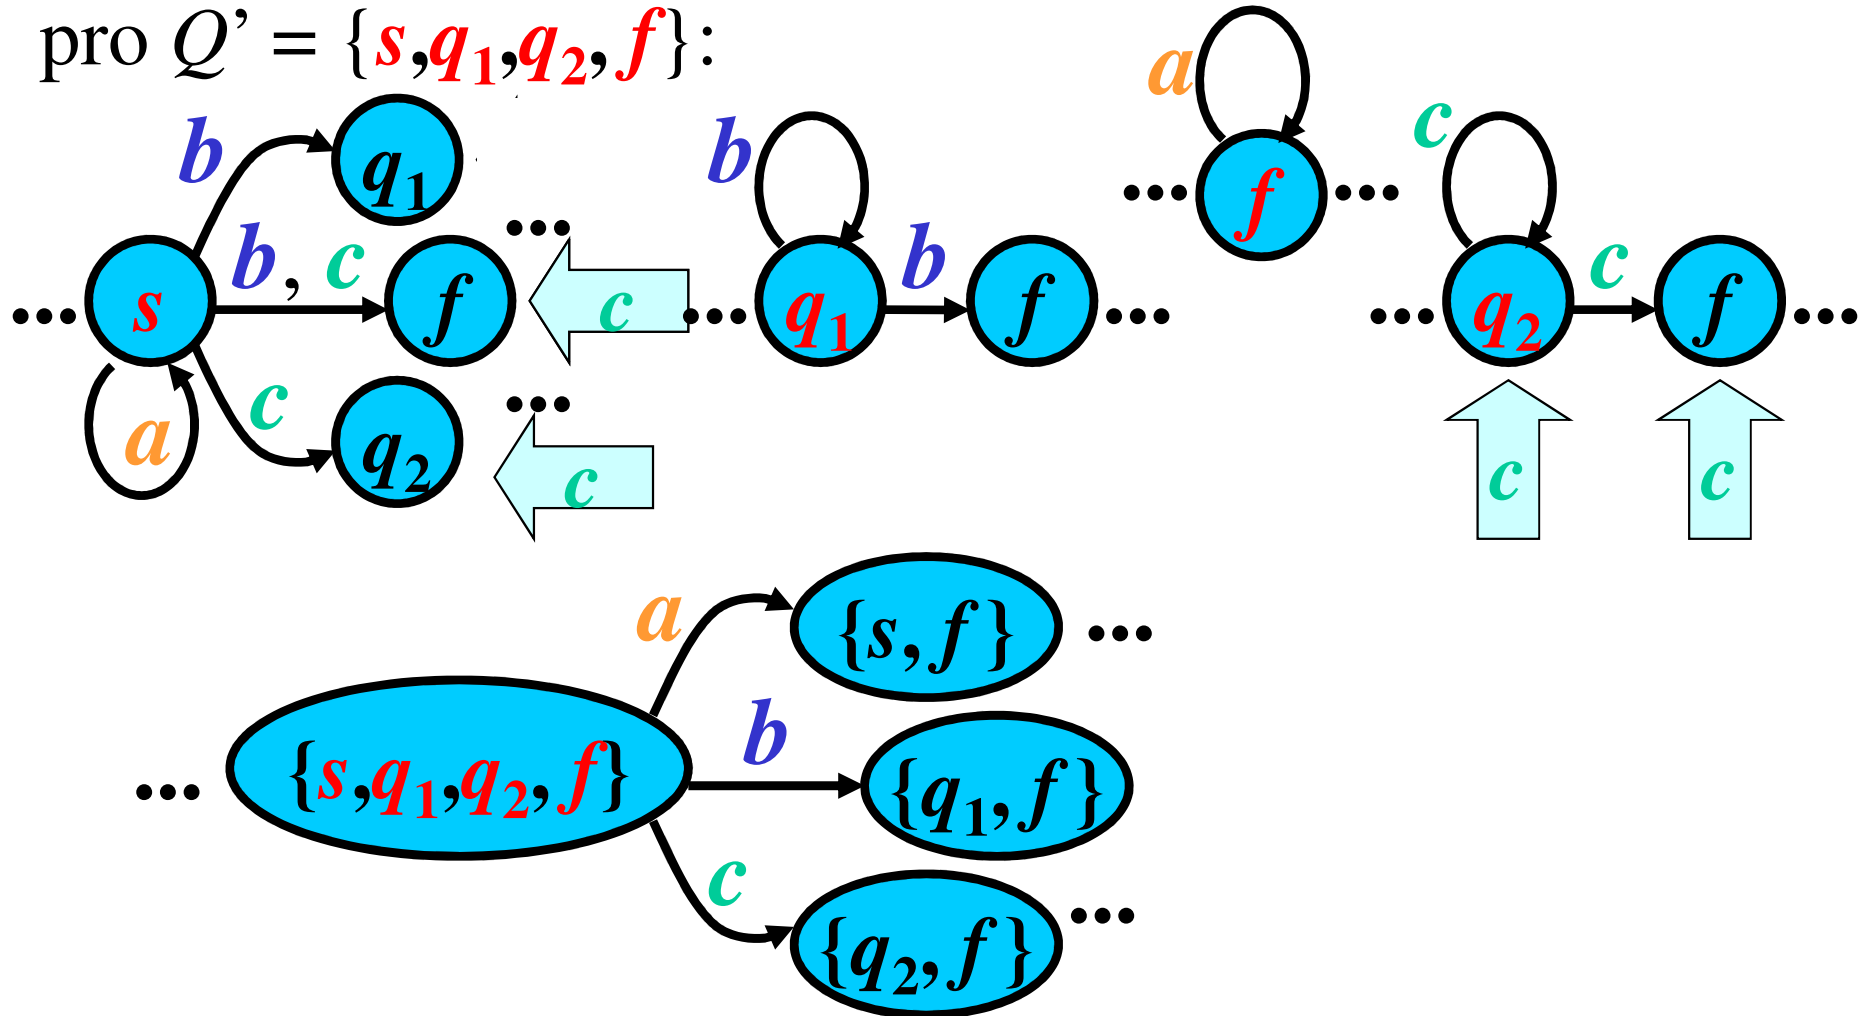 pro Q’ = {s,q1,q2,f}:
a
b
b
c
q1
f
... ...
...
b, c
b
c
... s f c ... q1 f ... ... q2 f ...
a
c
q2
...
c
c
c
a
{s,f}
...
b
... {s,q1,q2,f}
{q1,f}
c
{q2,f}
...